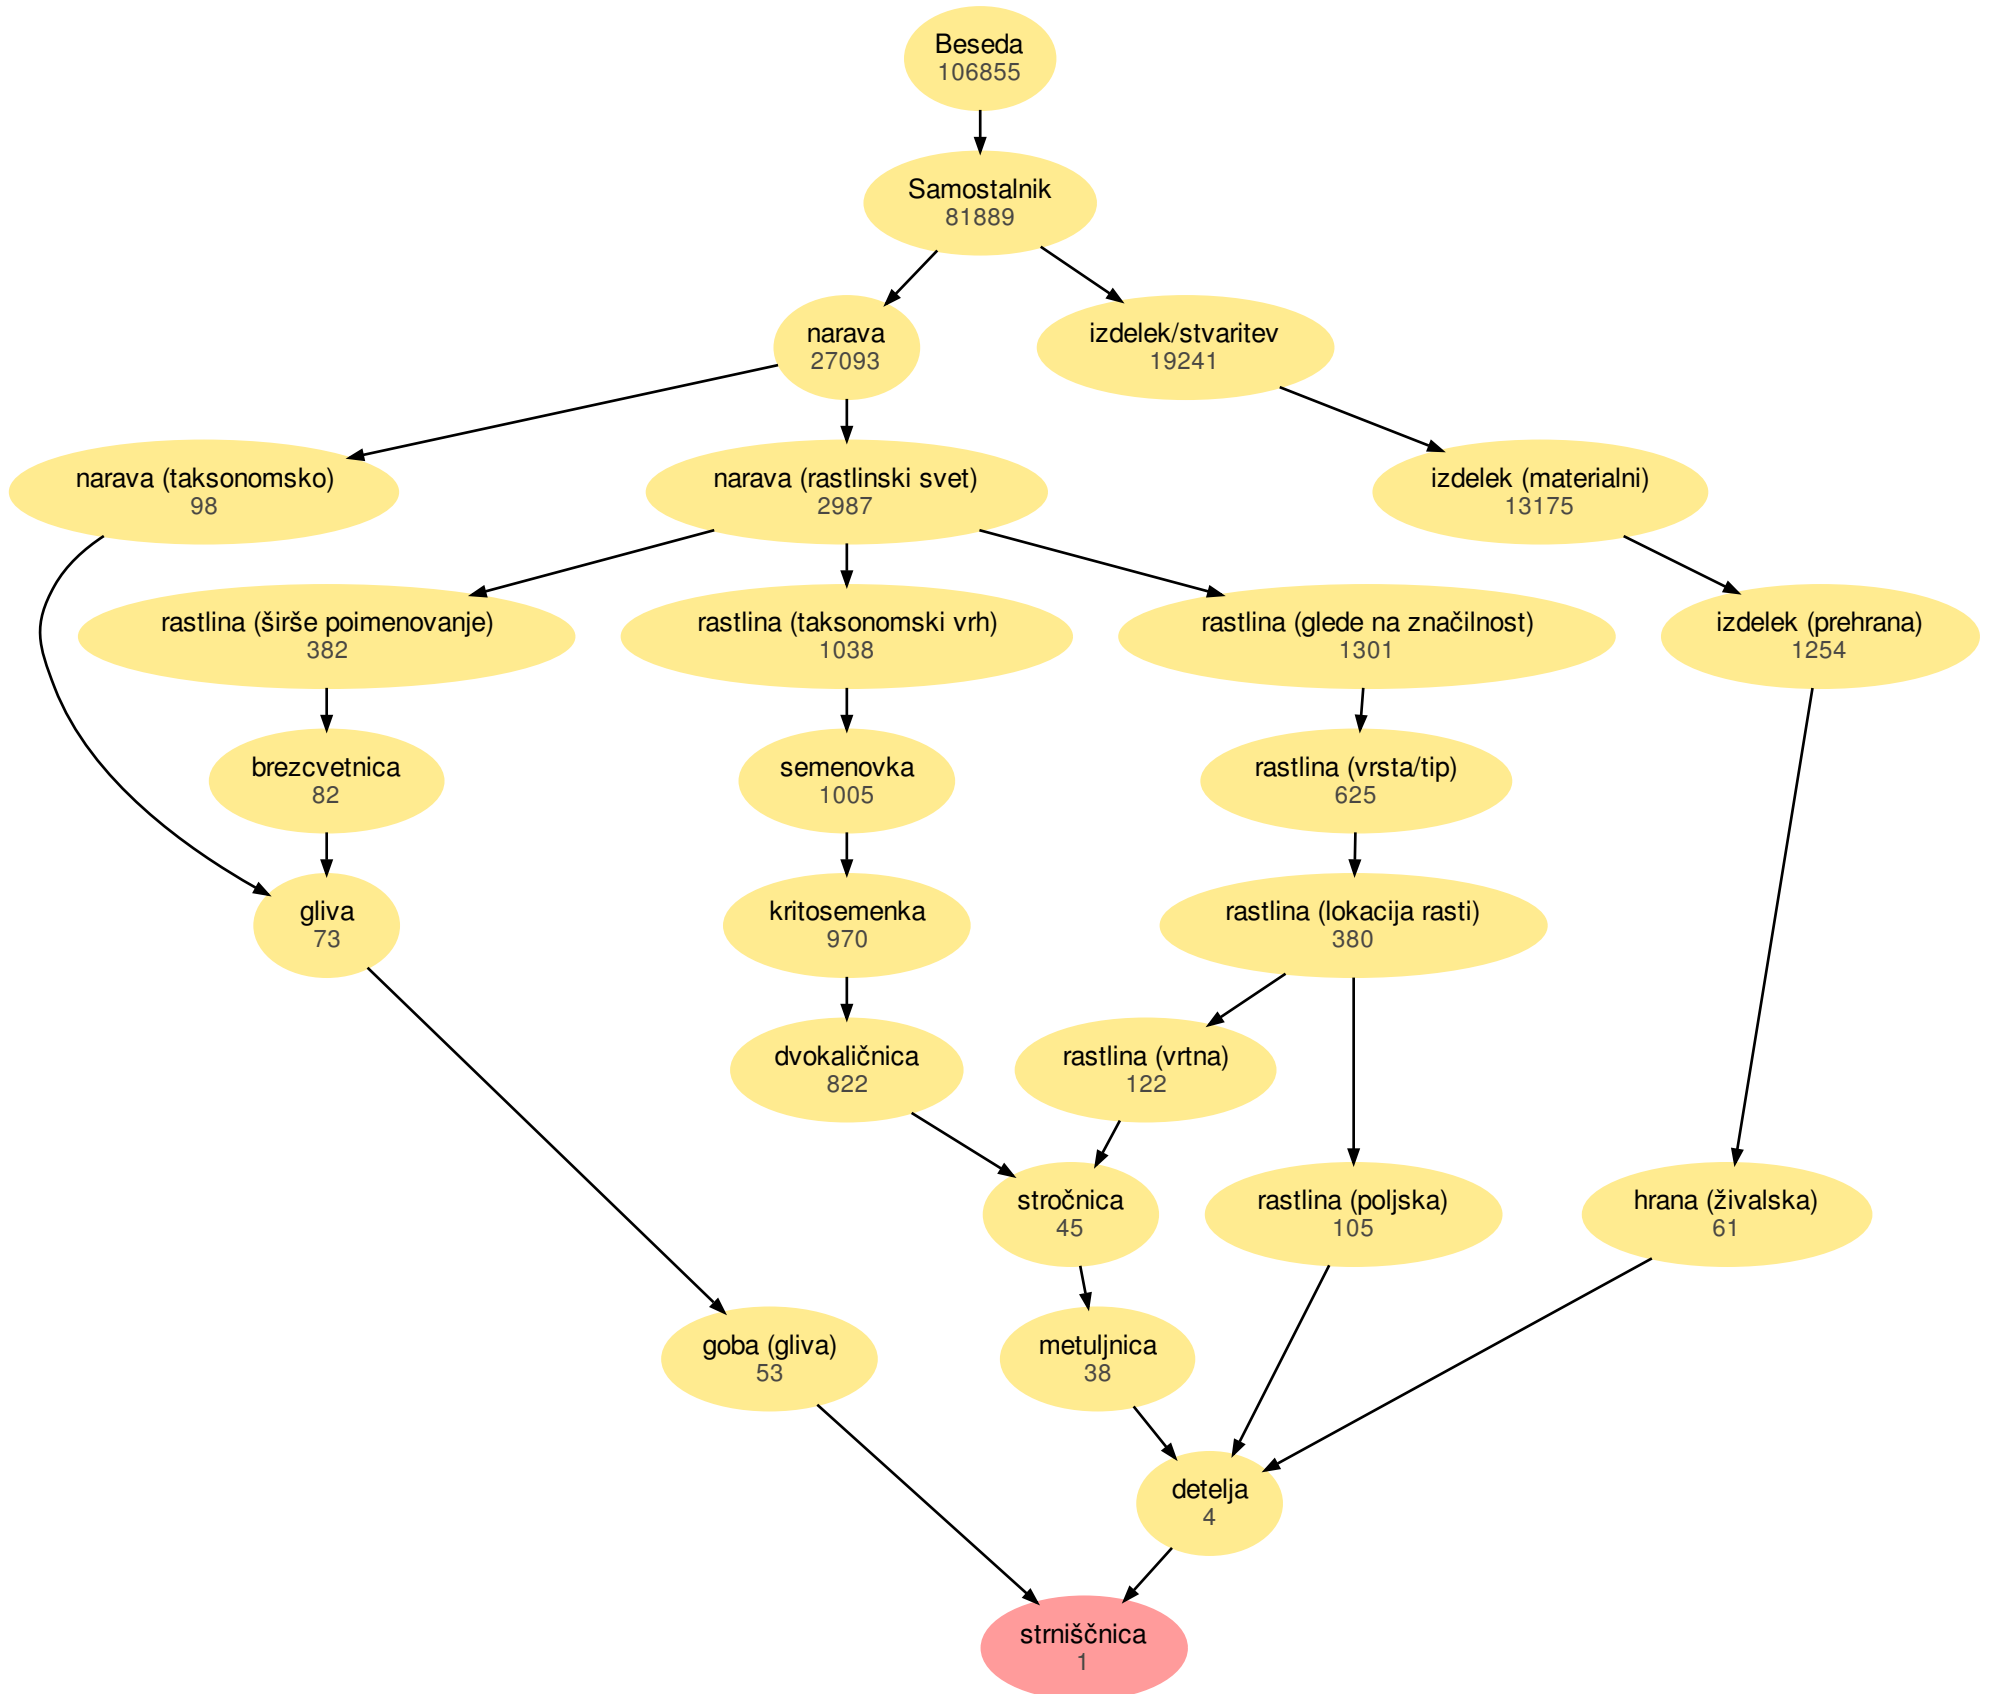 Beseda
106855
Samostalnik
81889
narava
27093
izdelek/stvaritev
19241
narava (taksonomsko)
98
narava (rastlinski svet)
2987
izdelek (materialni)
13175
rastlina (širše poimenovanje)
382
rastlina (taksonomski vrh)
1038
rastlina (glede na značilnost)
1301
izdelek (prehrana)
1254
brezcvetnica
82
semenovka
1005
rastlina (vrsta/tip)
625
gliva
73
kritosemenka
970
rastlina (lokacija rasti)
380
dvokaličnica
822
rastlina (vrtna)
122
stročnica
45
rastlina (poljska)
105
hrana (živalska)
61
goba (gliva)
53
metuljnica
38
detelja
4
strniščnica
1